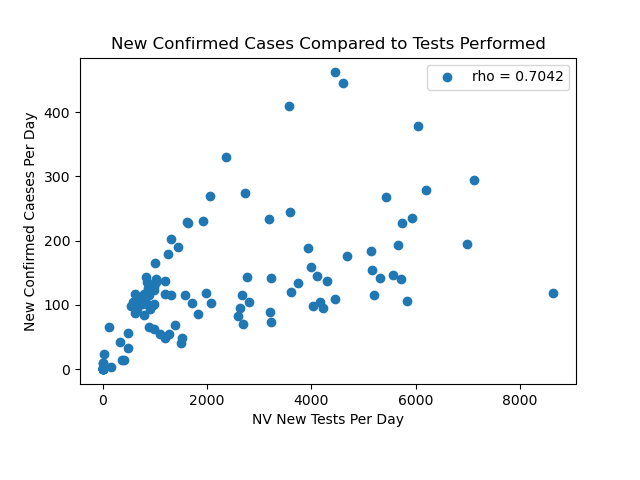 New Confirmed Cases Compared to Tests Performed
rho = 0.7042
New Confirmed Caeses Per Day
400
300
200
100
0
0 2000 4000 6000 8000
NV New Tests Per Day